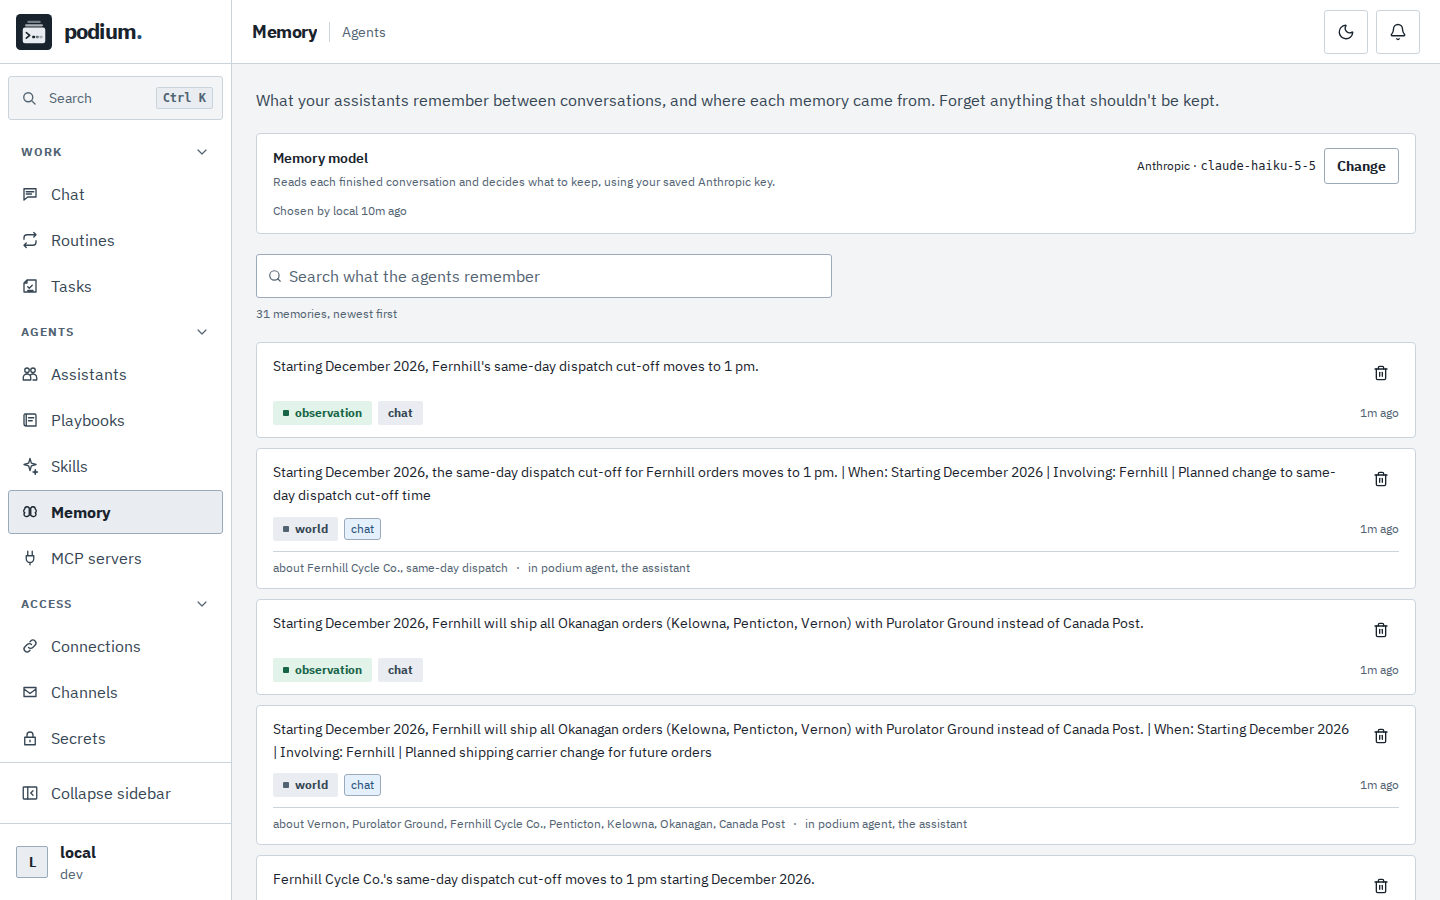 podium.
Memory
Agents
Search
Ctrl K
WORK
Chat
Routines
Tasks
AGENTS
Assistants
Playbooks
Skills
Memory
MCP servers
ACCESS
Connections
Channels
Secrets
Collapse sidebar
L
local
dev
What your assistants remember between conversations, and where each memory came from. Forget anything that shouldn't be kept.
Memory model
Reads each finished conversation and decides what to keep, using your saved Anthropic key.
Chosen by local 10m ago
Anthropic · claude-haiku-5-5
Change
Search what the agents remember
31 memories, newest first
Starting December 2026, Fernhill's same-day dispatch cut-off moves to 1 pm.
observation
chat
1m ago
Starting December 2026, the same-day dispatch cut-off for Fernhill orders moves to 1 pm. | When: Starting December 2026 | Involving: Fernhill | Planned change to same-
day dispatch cut-off time
world
chat
1m ago
about Fernhill Cycle Co., same-day dispatch · in podium agent, the assistant
Starting December 2026, Fernhill will ship all Okanagan orders (Kelowna, Penticton, Vernon) with Purolator Ground instead of Canada Post.
observation
chat
1m ago
Starting December 2026, Fernhill will ship all Okanagan orders (Kelowna, Penticton, Vernon) with Purolator Ground instead of Canada Post. | When: Starting December 2026
| Involving: Fernhill | Planned shipping carrier change for future orders
world
chat
1m ago
about Vernon, Purolator Ground, Fernhill Cycle Co., Penticton, Kelowna, Okanagan, Canada Post · in podium agent, the assistant
Fernhill Cycle Co.'s same-day dispatch cut-off moves to 1 pm starting December 2026.